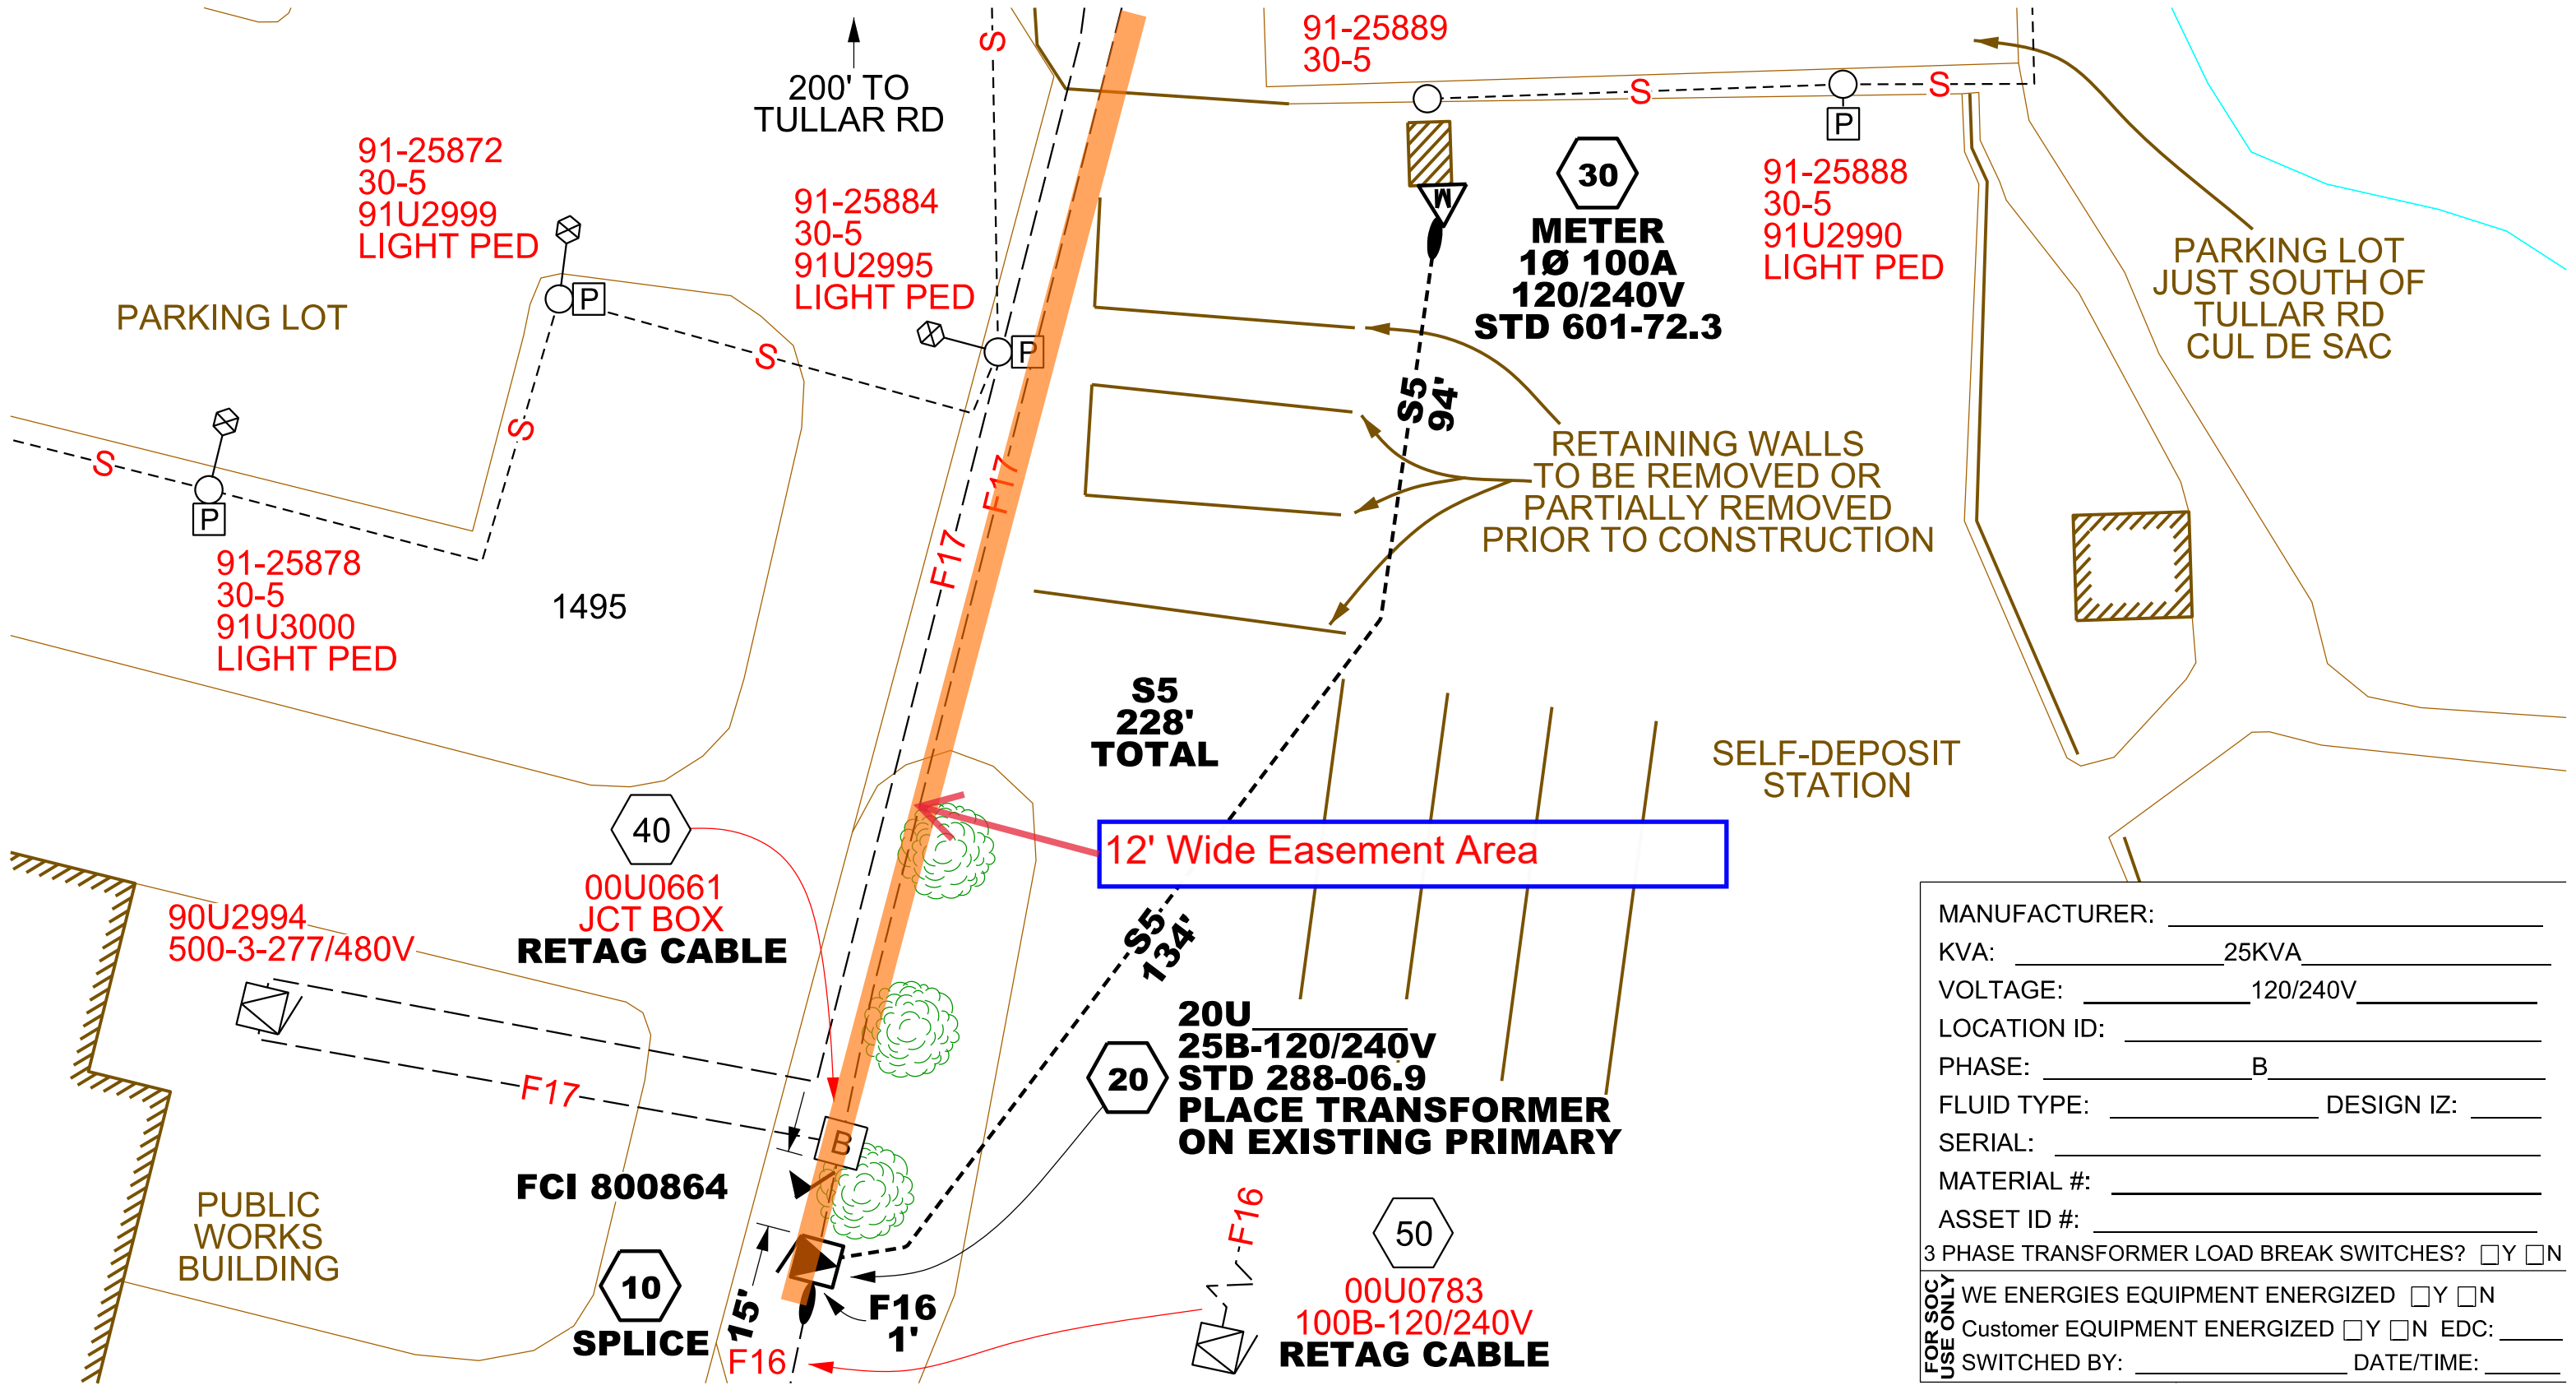 91-25889
30-5
S
200' TO
TULLAR RD
S
S
P
91-25872
30-5
91U2999
LIGHT PED
91-25884
30-5
91U2995
LIGHT PED
30
METER
1Ø 100A
120/240V
STD 601-72.3
M
91-25888
30-5
91U2990
LIGHT PED
PARKING LOT
JUST SOUTH OF
TULLAR RD
CUL DE SAC
PARKING LOT
P
P
S
S
S
P
S5
94'
RETAINING WALLS
TO BE REMOVED OR
PARTIALLY REMOVED
PRIOR TO CONSTRUCTION
F17
F17
91-25878
30-5
91U3000
LIGHT PED
1495
S5
228'
TOTAL
SELF-DEPOSIT
STATION
12' Wide Easement Area
40
00U0661
JCT BOX
RETAG CABLE
90U2994
500-3-277/480V
S5
134'
F17
B
20
20U________
25B-120/240V
STD 288-06.9
PLACE TRANSFORMER
ON EXISTING PRIMARY
FCI 800864
PUBLIC
WORKS
BUILDING
10
SPLICE
15'
F16
F16
1'
F16
50
00U0783
100B-120/240V
RETAG CABLE
MANUFACTURER:
KVA: 25KVA
VOLTAGE: 120/240V
LOCATION ID:
PHASE: B
FLUID TYPE: DESIGN IZ:
SERIAL:
MATERIAL #:
ASSET ID #:
3 PHASE TRANSFORMER LOAD BREAK SWITCHES? □Y □N
FOR SOC
USE ONLY
WE ENERGIES EQUIPMENT ENERGIZED □Y □N
Customer EQUIPMENT ENERGIZED □Y □N EDC:
SWITCHED BY: DATE/TIME: